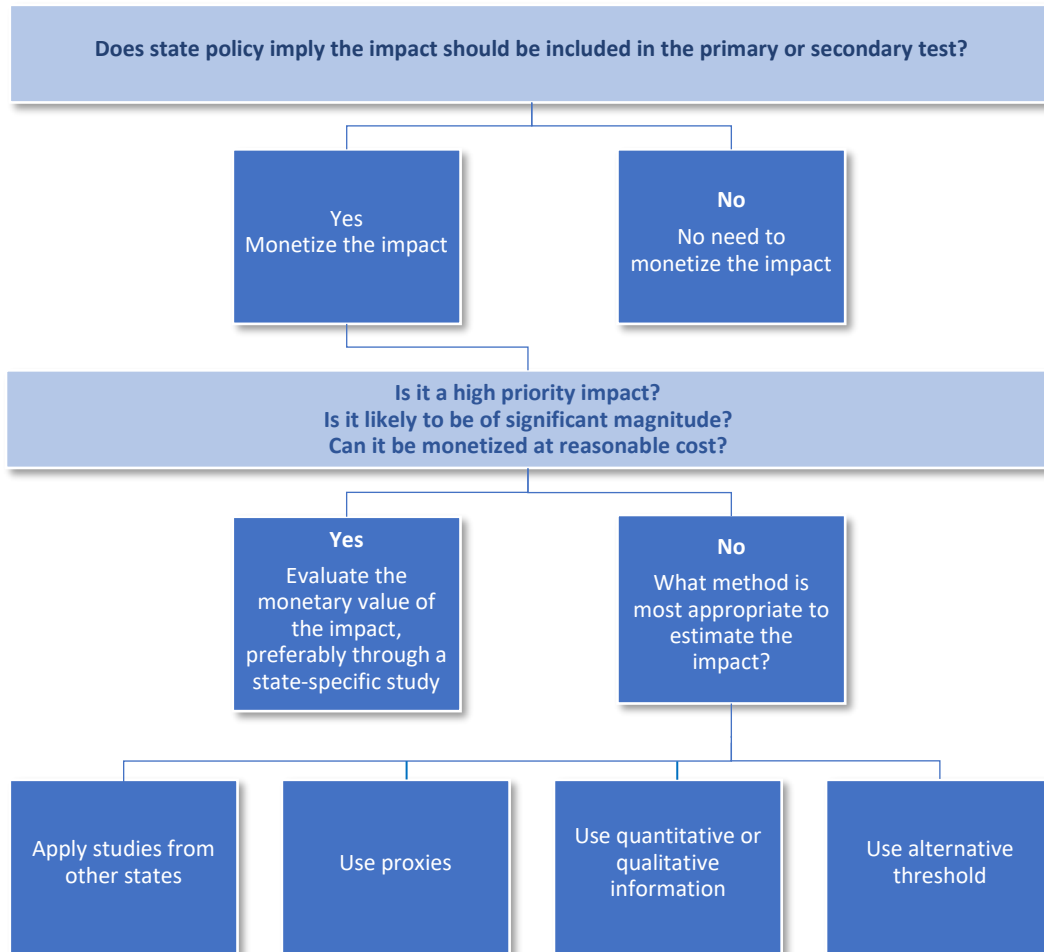 Does state policy imply the impact should be included in the primary or secondary test?
Yes
Monetize the impact
No
No need to
monetize the impact
Is it a high priority impact?
Is it likely to be of significant magnitude?
Can it be monetized at reasonable cost?
Yes
Evaluate the
monetary value of
the impact,
preferably through a
state-specific study
No
What method is
most appropriate to
estimate the
impact?
Apply studies from
other states
Use proxies
Use quantitative or
qualitative
information
Use alternative
threshold